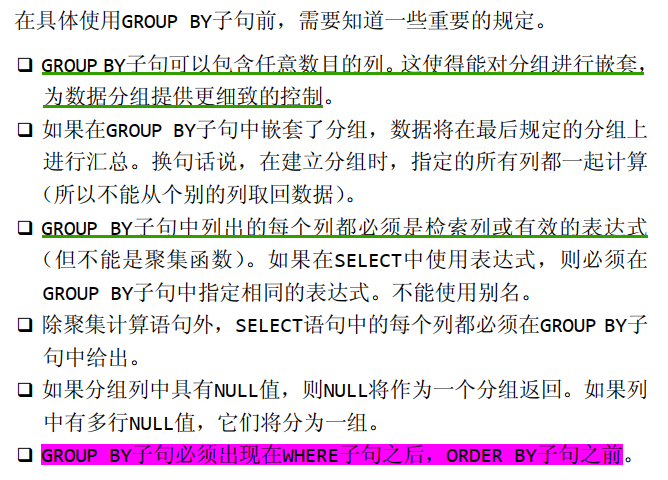 在具体使用GROUP BY子句前，需要知道一些重要的规定。
❑ GROUP BY子句可以包含任意数目的列。这使得能对分组进行嵌套，
为数据分组提供更细致的控制。
❑ 如果在GROUP BY子句中嵌套了分组，数据将在最后规定的分组上
进行汇总。换句话说，在建立分组时，指定的所有列都一起计算
（所以不能从个别的列取回数据）。
❑ GROUP BY子句中列出的每个列都必须是检索列或有效的表达式
（但不能是聚集函数）。如果在SELECT中使用表达式，则必须在
GROUP BY子句中指定相同的表达式。不能使用别名。
❑ 除聚集计算语句外，SELECT语句中的每个列都必须在GROUP BY子
句中给出。
❑ 如果分组列中具有NULL值，则NULL将作为一个分组返回。如果列
中有多行NULL值，它们将分为一组。
❑ GROUP BY子句必须出现在WHERE子句之后，ORDER BY子句之前。